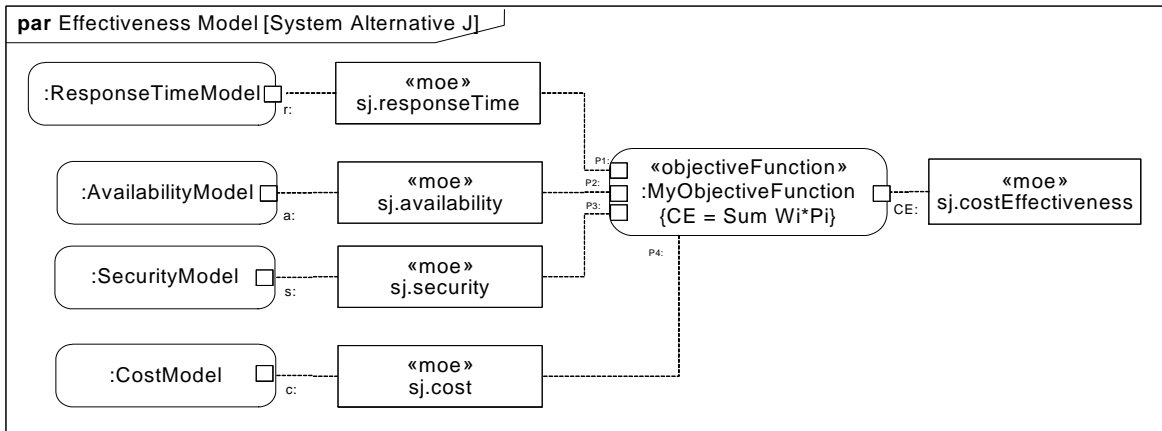 par Effectiveness Model [System Alternative J]
:ResponseTimeModel
r:
«moe»
sj.responseTime
:AvailabilityModel
a:
«moe»
sj.availability
:SecurityModel
s:
«moe»
sj.security
:CostModel
c:
«moe»
sj.cost
P1:
P2:
P3:
P4:
«objectiveFunction»
:MyObjectiveFunction
{CE = Sum Wi*Pi}
CE:
«moe»
sj.costEffectiveness